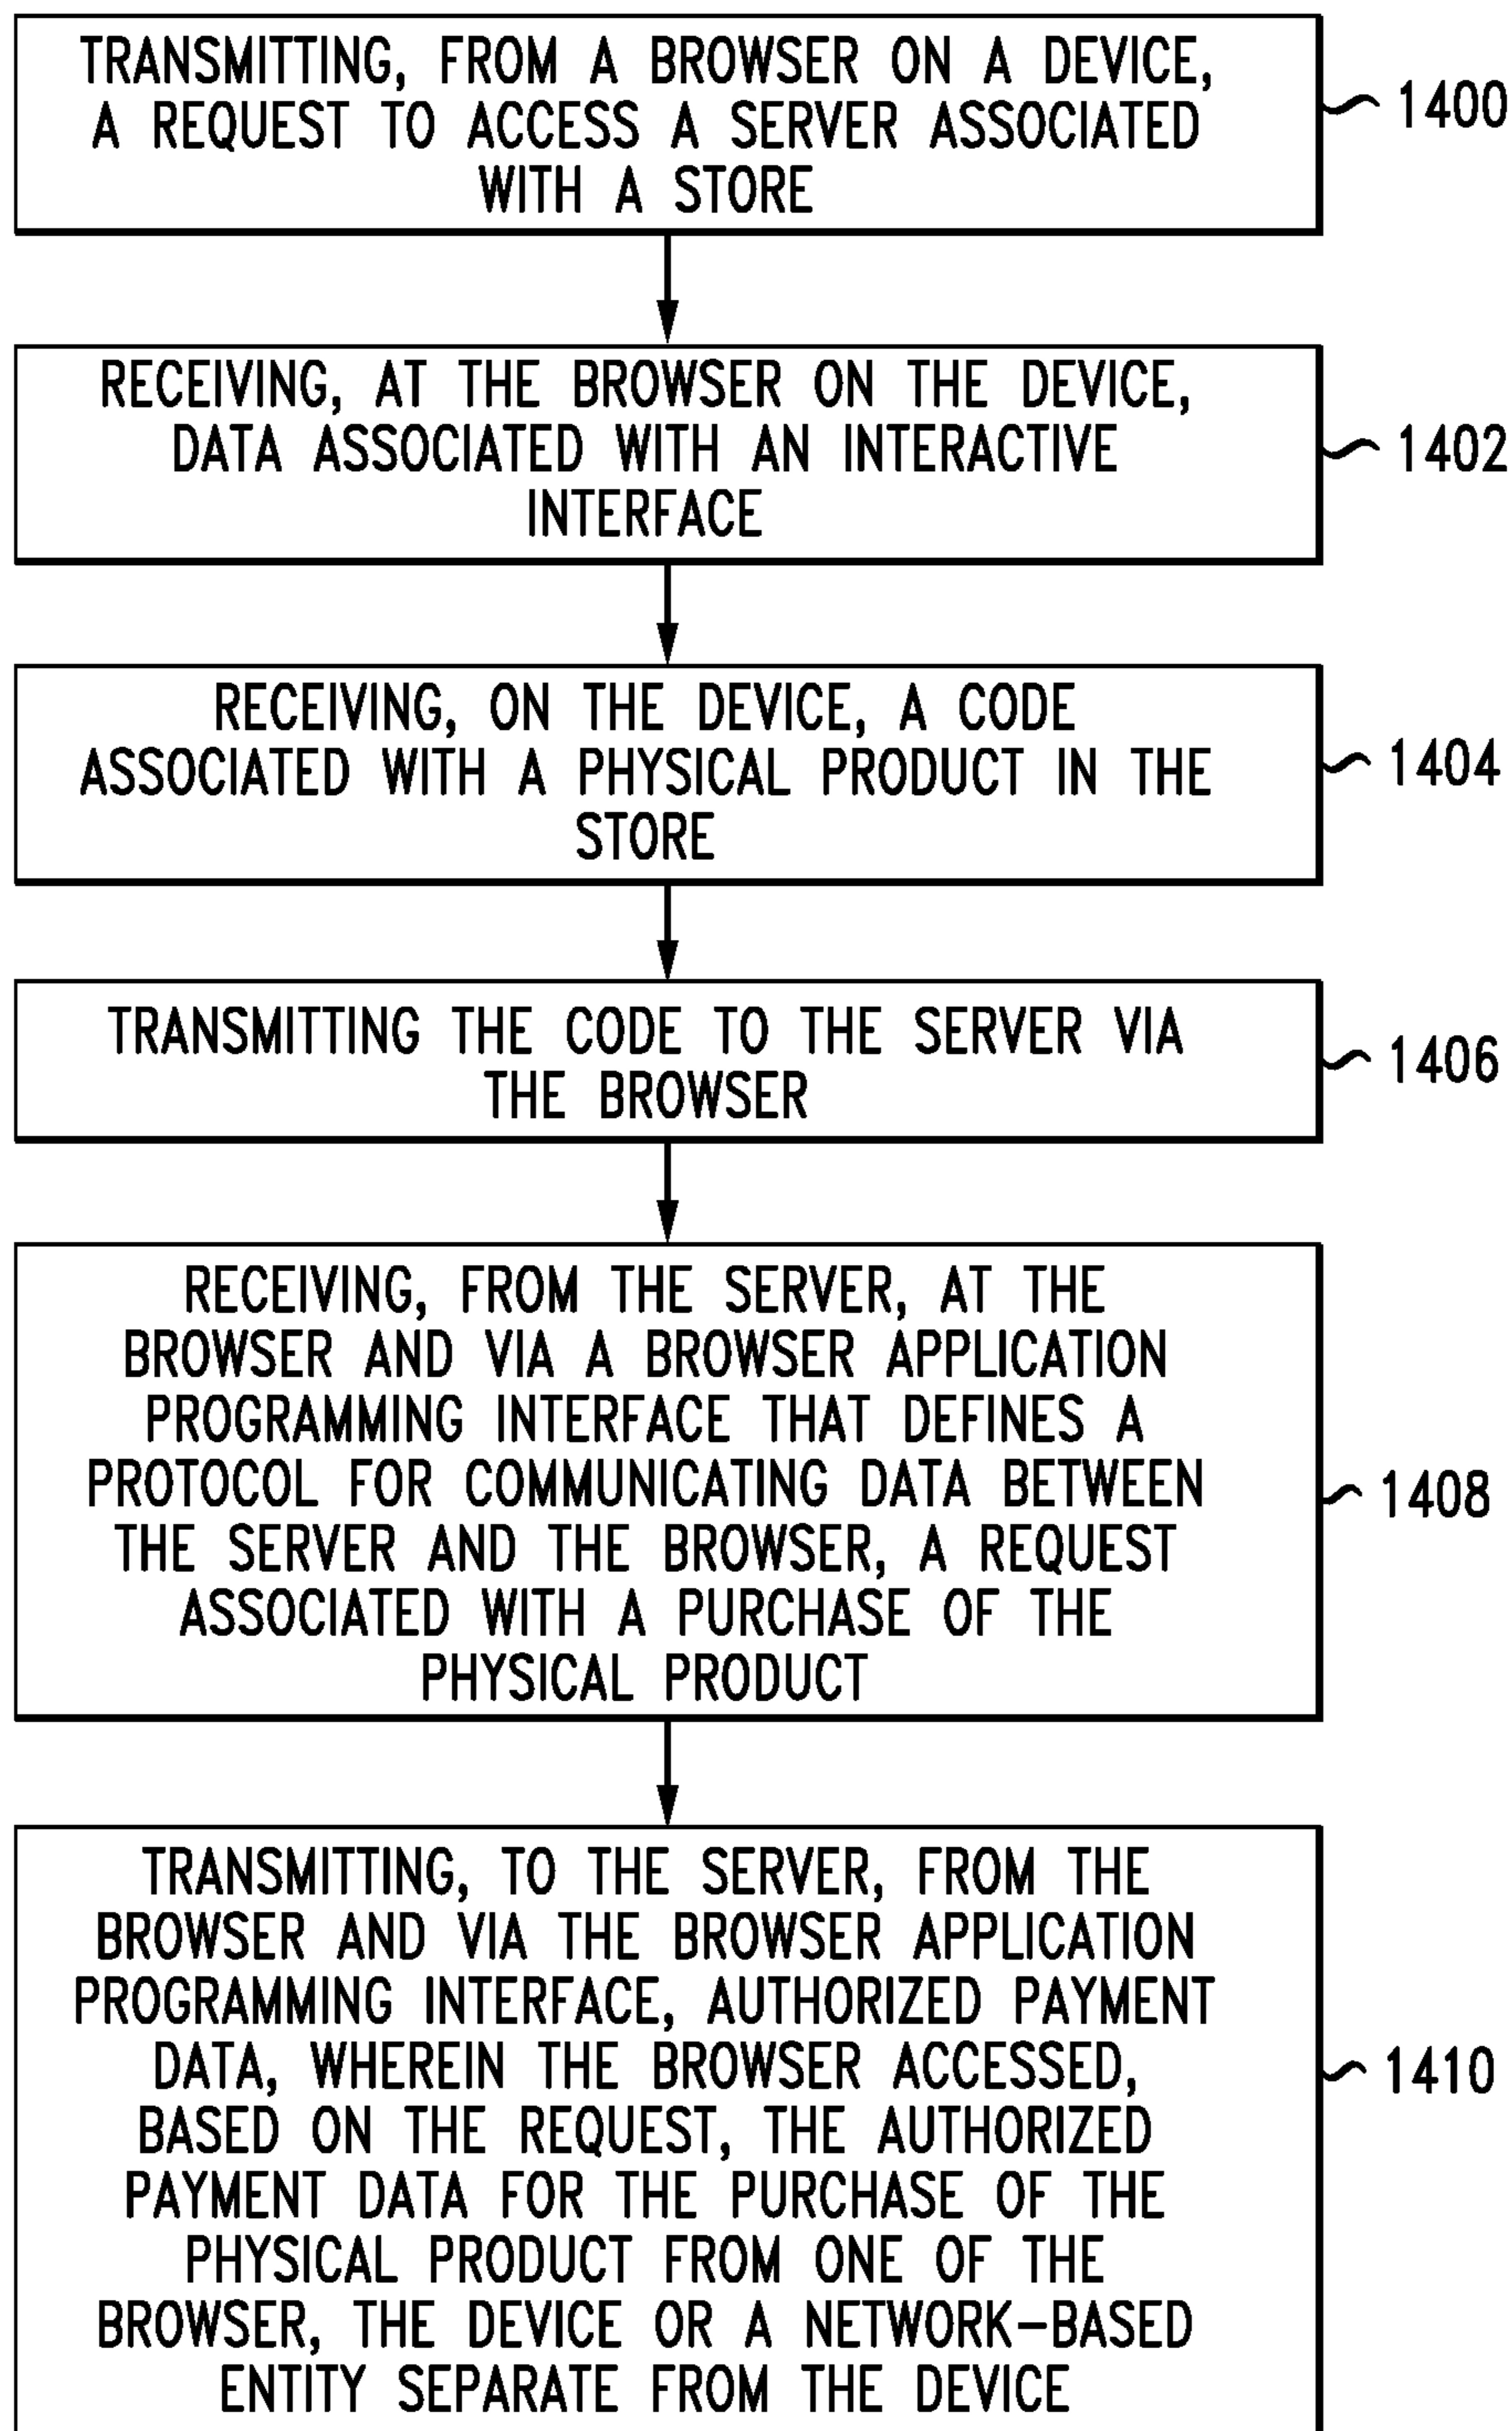 TRANSMITTING, FROM A BROWSER ON A DEVICE,
A REQUEST TO ACCESS A SERVER ASSOCIATED
WITH A STORE
1400
RECEIVING, AT THE BROWSER ON THE DEVICE,
DATA ASSOCIATED WITH AN INTERACTIVE
INTERFACE
1402
RECEIVING, ON THE DEVICE, A CODE
ASSOCIATED WITH A PHYSICAL PRODUCT IN THE
STORE
1404
TRANSMITTING THE CODE TO THE SERVER VIA
THE BROWSER
1406
RECEIVING, FROM THE SERVER, AT THE
BROWSER AND VIA A BROWSER APPLICATION
PROGRAMMING INTERFACE THAT DEFINES A
PROTOCOL FOR COMMUNICATING DATA BETWEEN
THE SERVER AND THE BROWSER, A REQUEST
ASSOCIATED WITH A PURCHASE OF THE
PHYSICAL PRODUCT
1408
TRANSMITTING, TO THE SERVER, FROM THE
BROWSER AND VIA THE BROWSER APPLICATION
PROGRAMMING INTERFACE, AUTHORIZED PAYMENT
DATA, WHEREIN THE BROWSER ACCESSED,
BASED ON THE REQUEST, THE AUTHORIZED
PAYMENT DATA FOR THE PURCHASE OF THE
PHYSICAL PRODUCT FROM ONE OF THE
BROWSER, THE DEVICE OR A NETWORK-BASED
ENTITY SEPARATE FROM THE DEVICE
1410